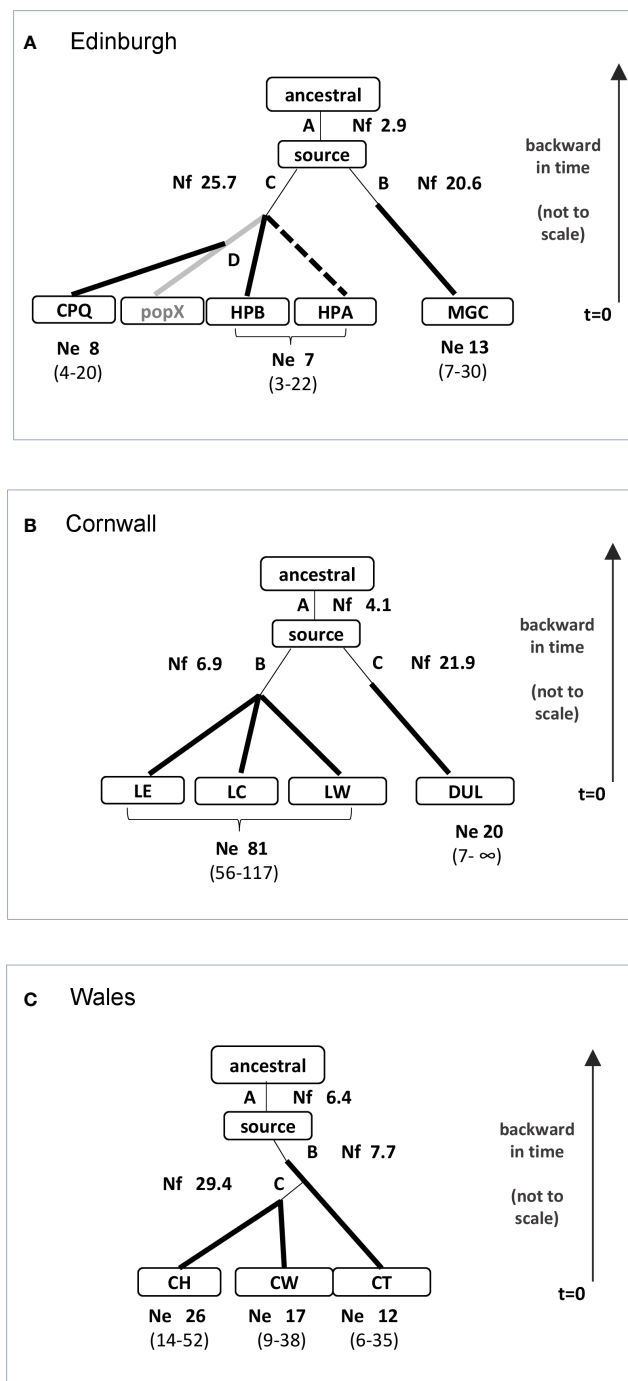 A Edinburgh
ancestral
A Nf 2.9
source
Nf 25.7 C
B Nf 20.6
backward
in time
(not to
scale)
D
CPQ popX HPB HPA MGC
t=0
Ne 8
(4-20)
Ne 7
(3-22)
Ne 13
(7-30)
B Cornwall
ancestral
A Nf 4.1
source
Nf 6.9 B
C Nf 21.9
backward
in time
(not to
scale)
LE LC LW DUL
t=0
Ne 81
(56-117)
Ne 20
(7- ∞)
C Wales
ancestral
A Nf 6.4
source
B Nf 7.7
Nf 29.4 C
backward
in time
(not to
scale)
CH CW CT
t=0
Ne 26 Ne 17 Ne 12
(14-52) (9-38) (6-35)